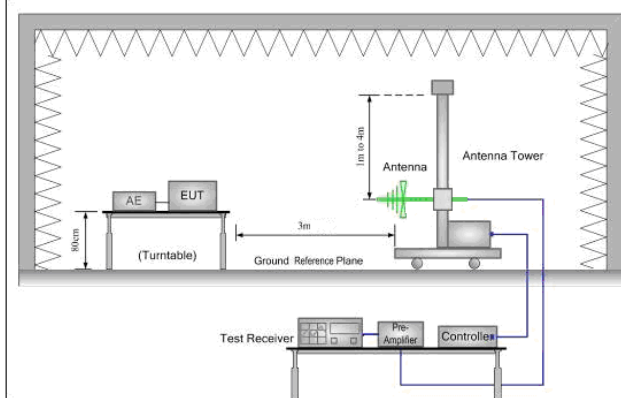 1m to 4m
Antenna
Antenna Tower
AE
EUT
80cm
3m
(Turntable)
Ground Reference Plane
Test Receiver
Pre-
Amplifier
Controller